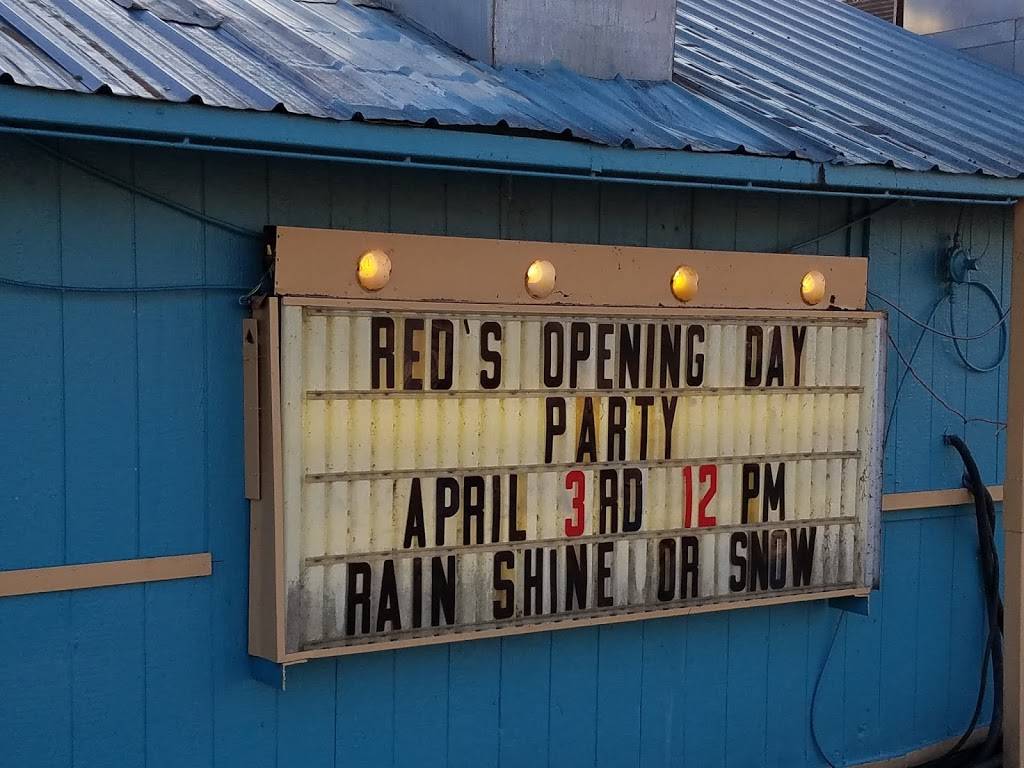 RED'S OPENING DAY
PARTY
APRIL 3RD 12 PM
RAIN SHINE OR SNOW